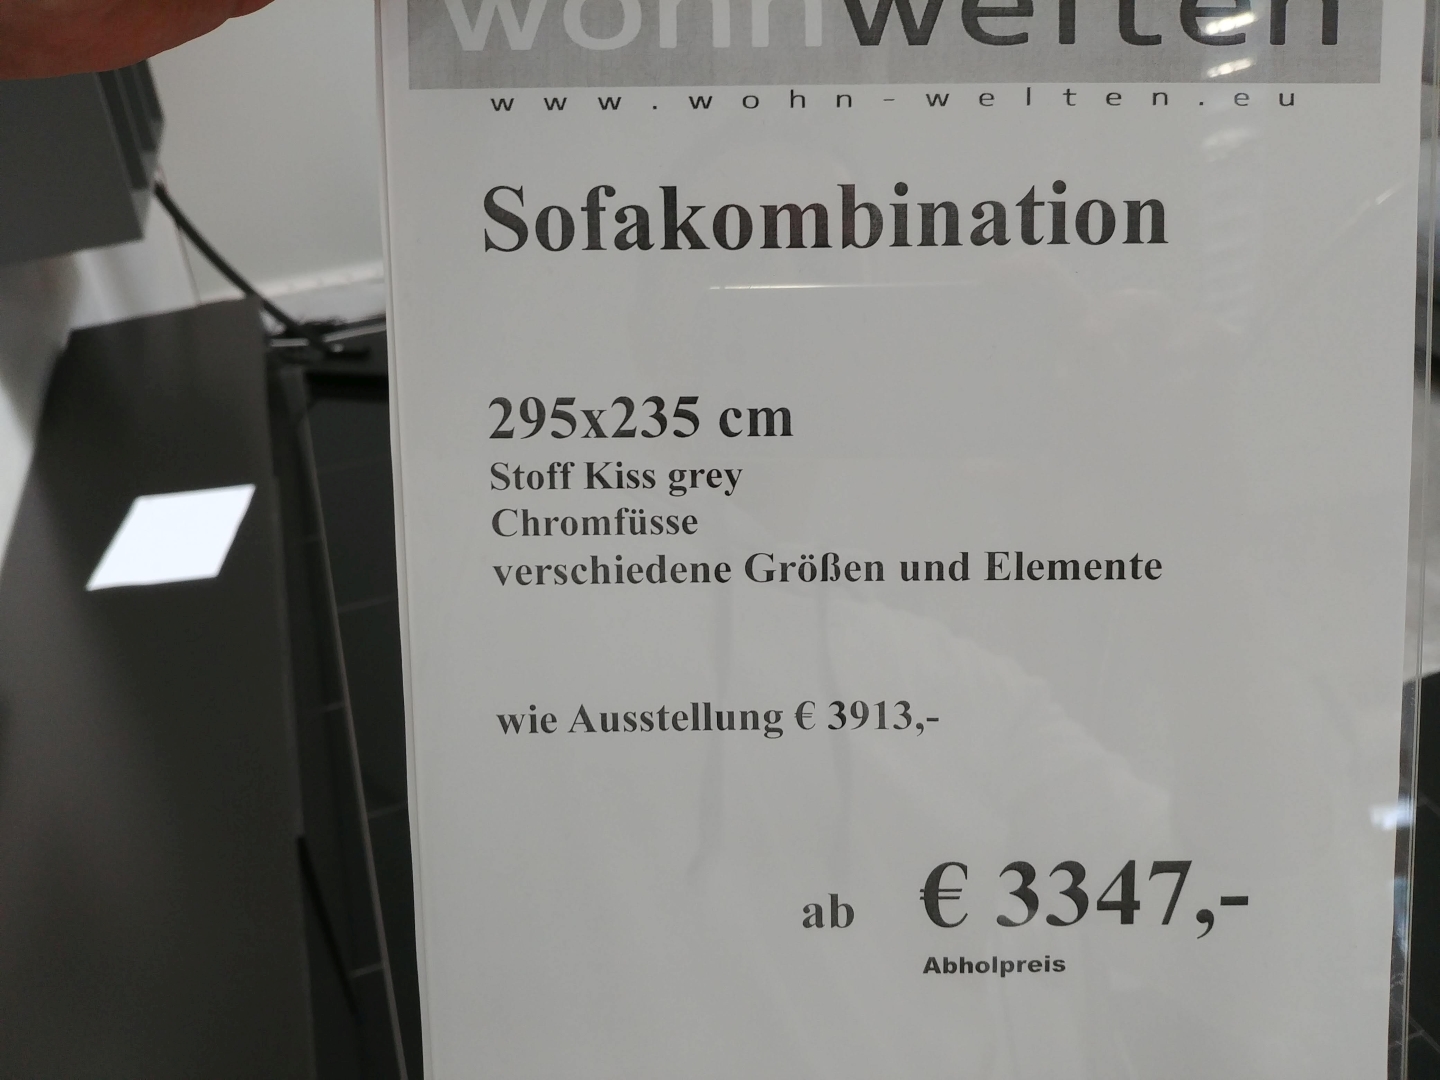 wohnwelten
www.wohn-welten.eu
Sofakombination
295x235 cm
Stoff Kiss grey
Chromfüsse
verschiedene Größen und Elemente
wie Ausstellung € 3913,-
ab € 3347,-
Abholpreis